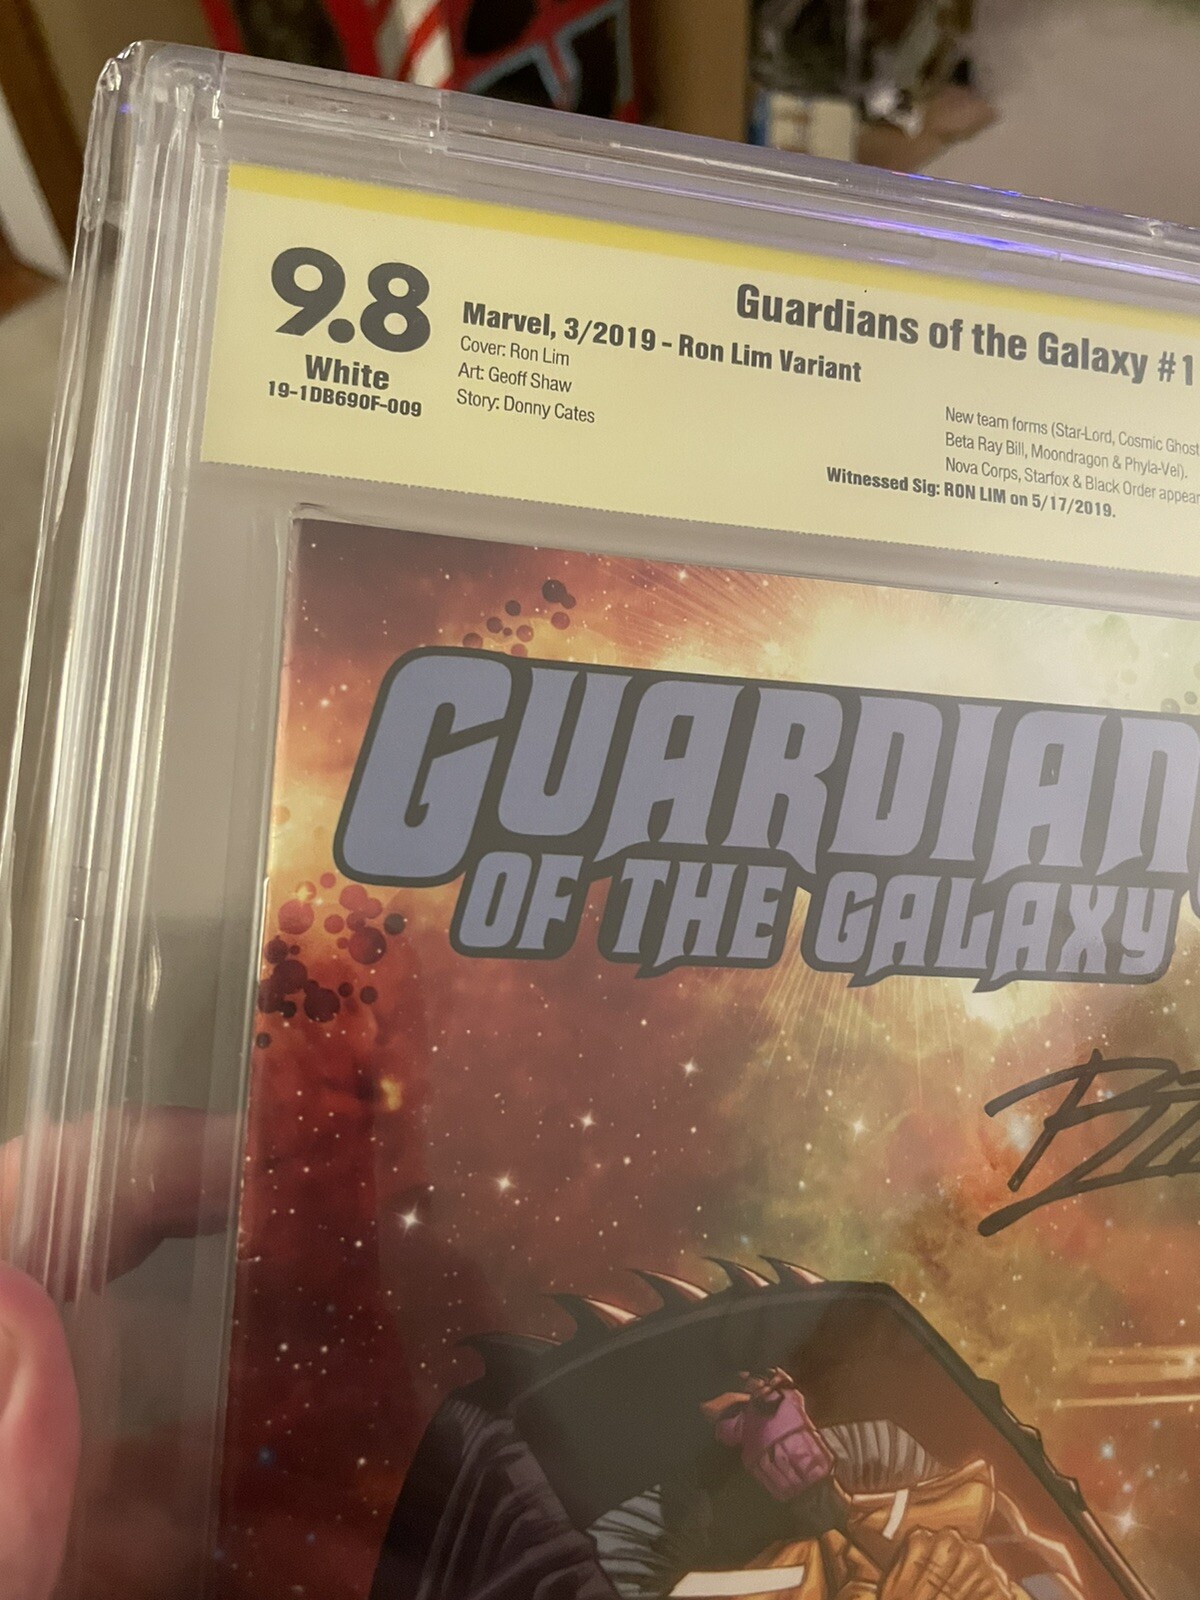 9.8
White
19-1DB690F-009
Guardians of the Galaxy #1
Marvel, 3/2019 - Ron Lim Variant
Cover: Ron Lim
Art: Geoff Shaw
Story: Donny Cates
New team forms (Star-Lord, Cosmic Ghost
Beta Ray Bill, Moondragon & Phyla-Vel).
Nova Corps, Starfox & Black Order appear
Witnessed Sig: RON LIM on 5/17/2019.
GUARDIAN
OF THE GALAXY